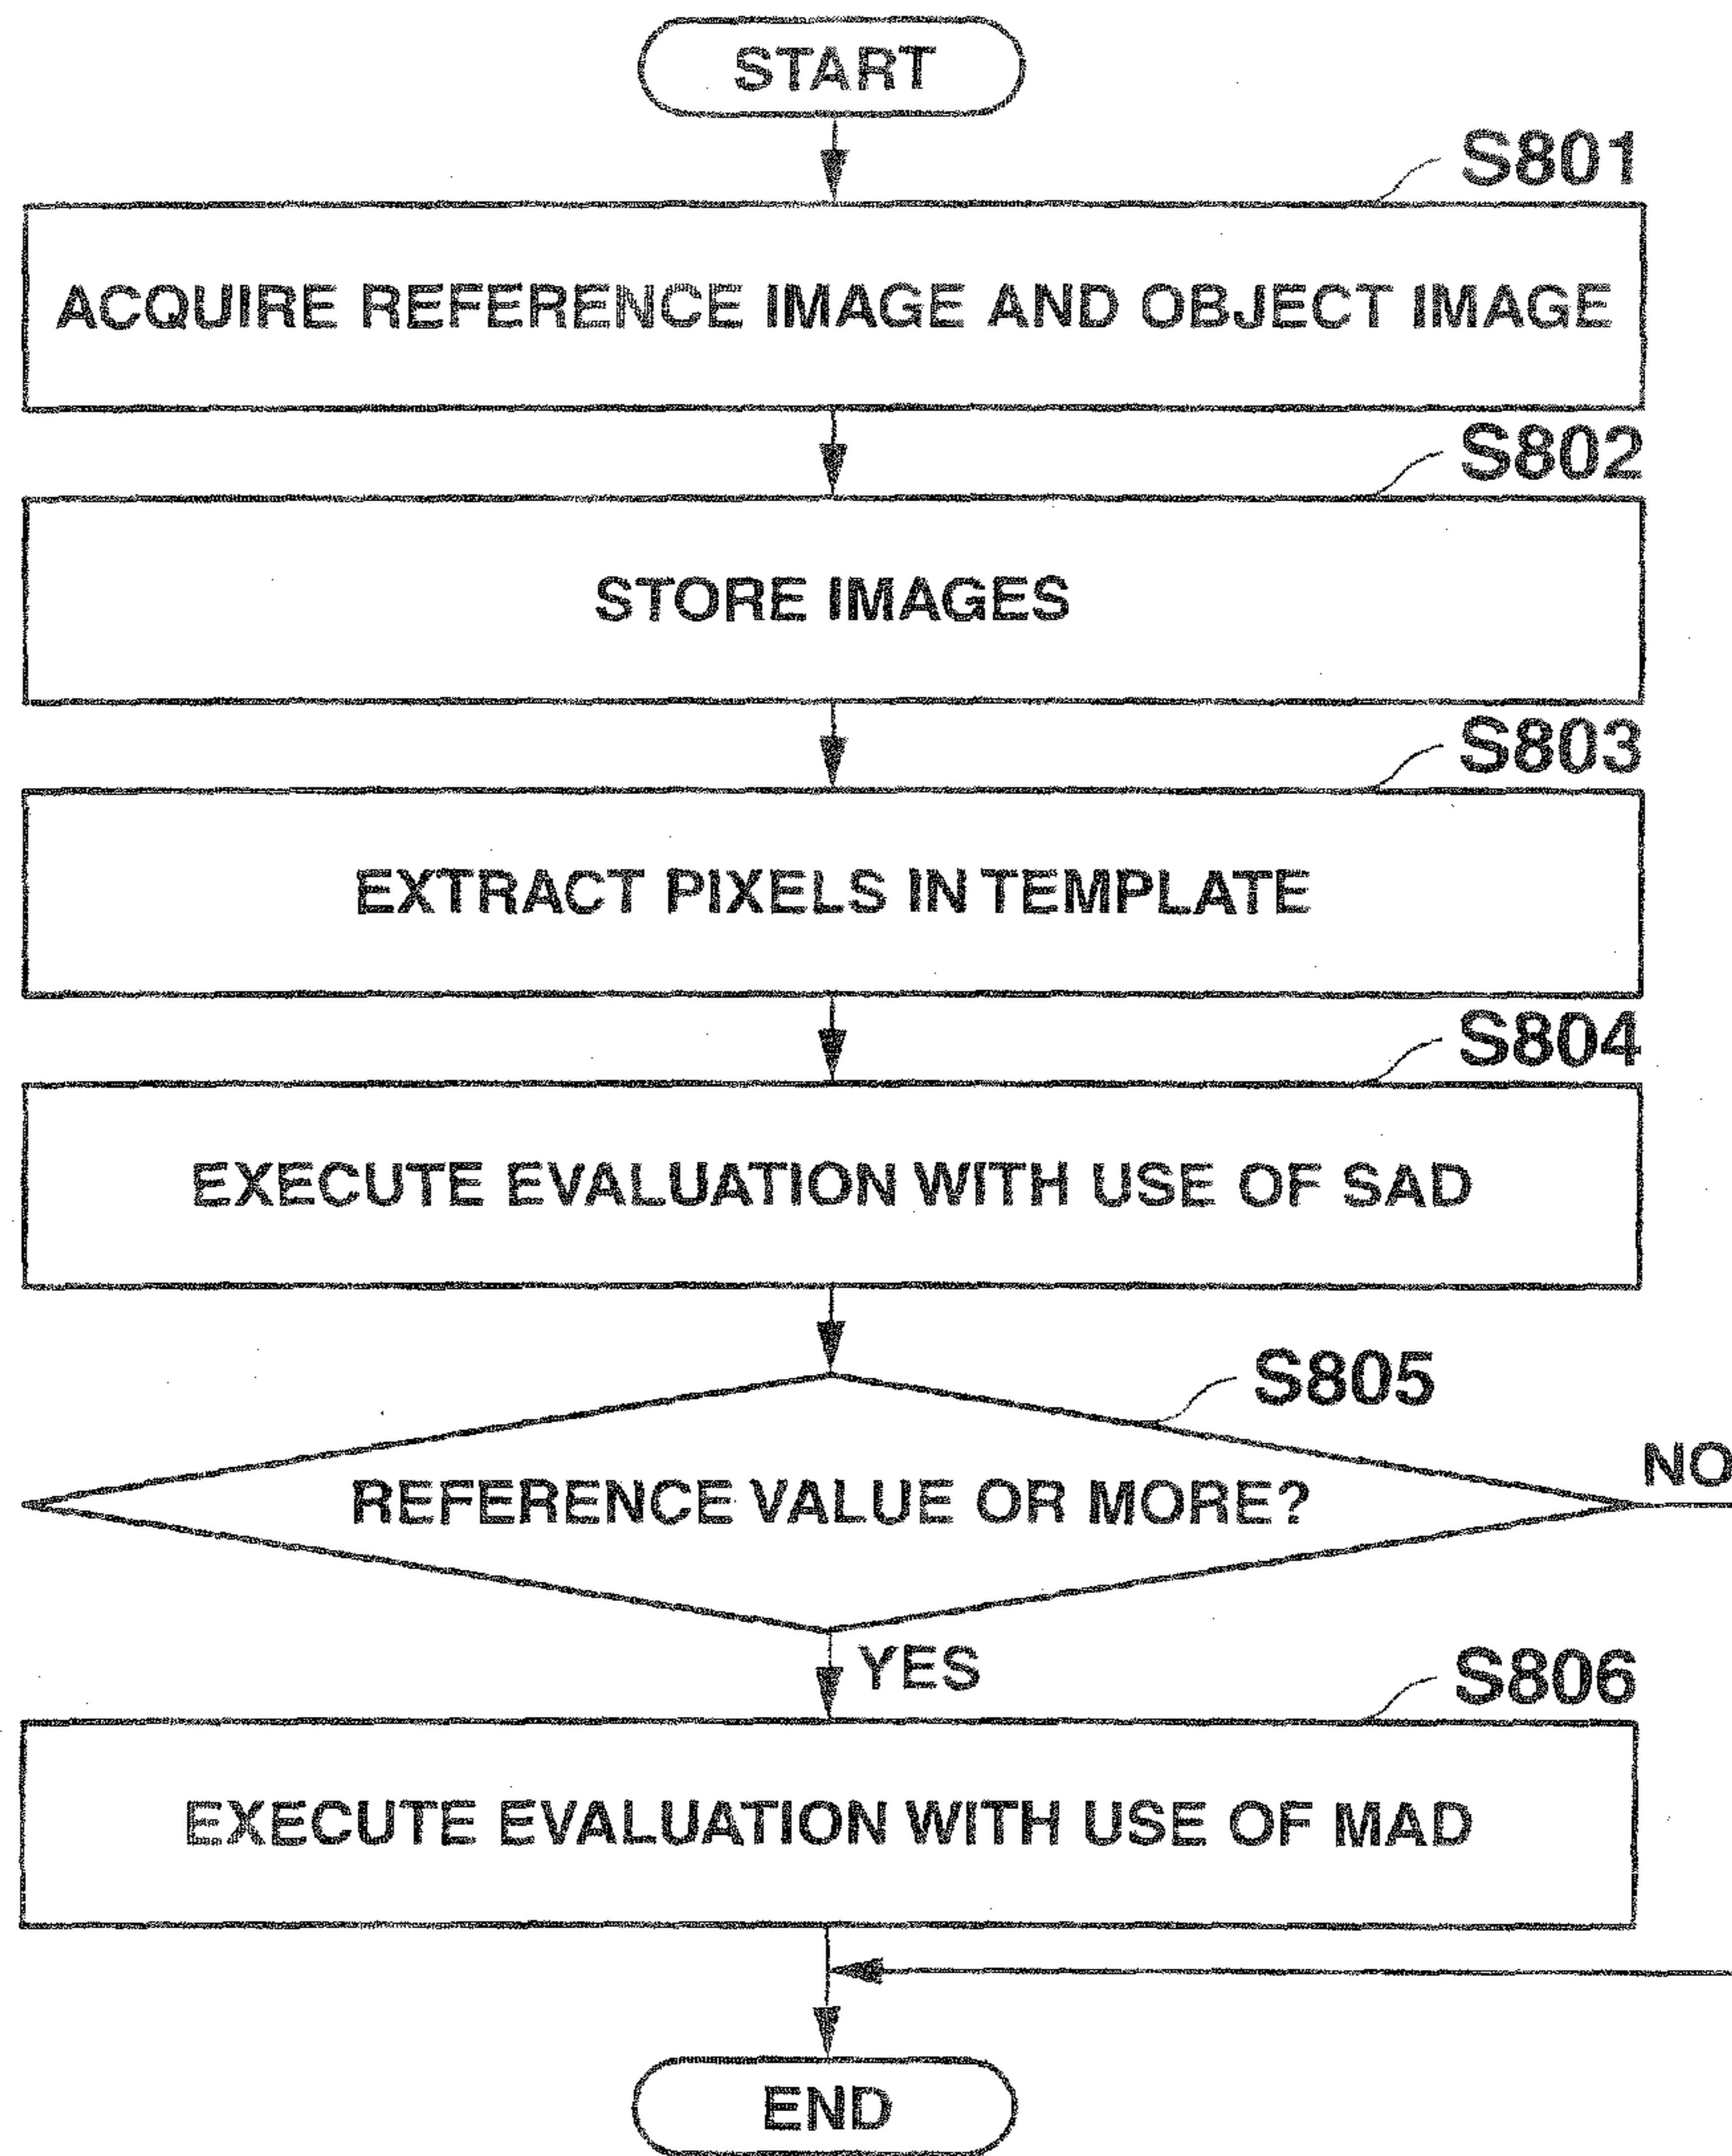 START
S801
ACQUIRE REFERENCE IMAGE AND OBJECT IMAGE
S802
STORE IMAGES
S803
EXTRACT PIXELS IN TEMPLATE
S804
EXECUTE EVALUATION WITH USE OF SAD
S805
REFERENCE VALUE OR MORE?
NO
YES
S806
EXECUTE EVALUATION WITH USE OF MAD
END